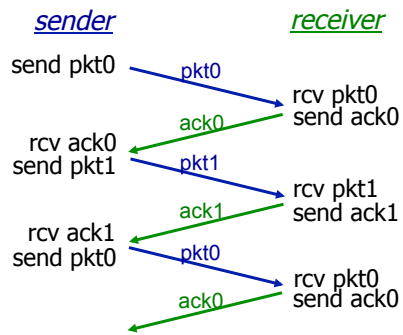 sender
receiver
send pkt0
pkt0
rcv pkt0
send ack0
ack0
rcv ack0
send pkt1
pkt1
rcv pkt1
send ack1
ack1
rcv ack1
send pkt0
pkt0
rcv pkt0
send ack0
ack0